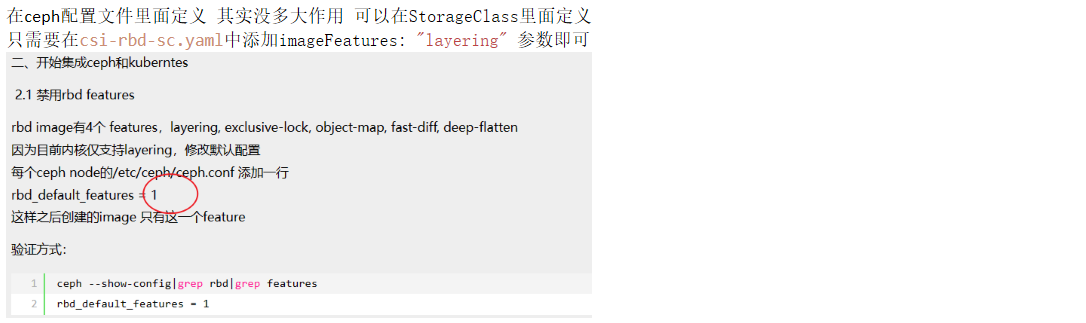 在ceph配置文件里面定义 其实没多大作用 可以在StorageClass里面定义
只需要在csi-rbd-sc.yaml中添加imageFeatures: "layering" 参数即可
二、开始集成ceph和kuberntes
2.1 禁用rbd features
rbd image有4个 features，layering, exclusive-lock, object-map, fast-diff, deep-flatten
因为目前内核仅支持layering，修改默认配置
每个ceph node的/etc/ceph/ceph.conf 添加一行
rbd_default_features = 1
这样之后创建的image 只有这一个feature
验证方式：
1 ceph --show-config|grep rbd|grep features
2 rbd_default_features = 1